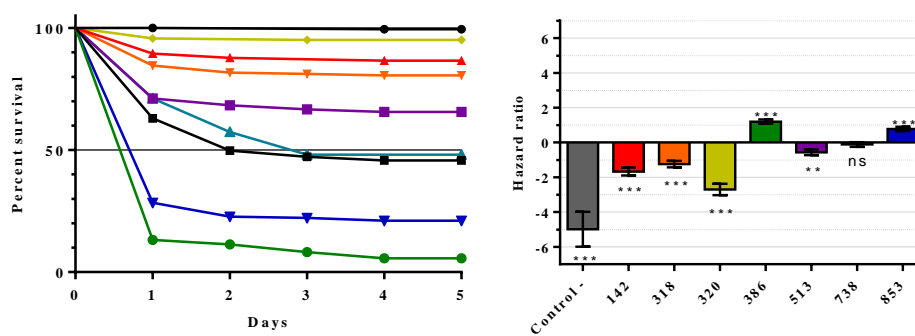 100
50
0
Percent survival
0 1 2 3 4 5
Days
6
4
2
0
-2
-4
-6
Hazard ratio
***
***
***
***
***
**
ns
***
Control - 142 318 320 386 513 738 853